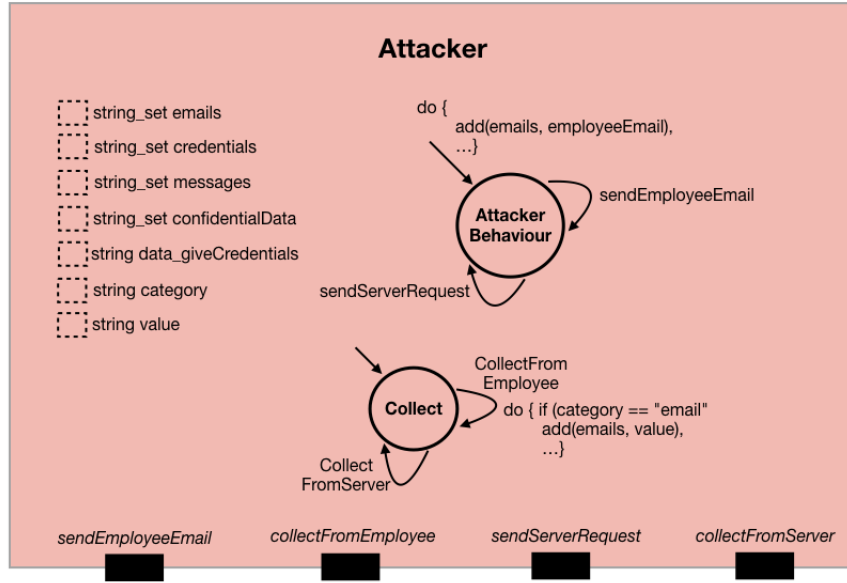 Attacker
string_set emails
string_set credentials
string_set messages
string_set confidentialData
string data_giveCredentials
string category
string value
do {
add(emails, employeeEmail),
…}
Attacker
Behaviour
sendEmployeeEmail
sendServerRequest
CollectFrom
Employee
Collect
do { if (category == "email"
add(emails, value),
…}
Collect
FromServer
sendEmployeeEmail
collectFromEmployee
sendServerRequest
collectFromServer